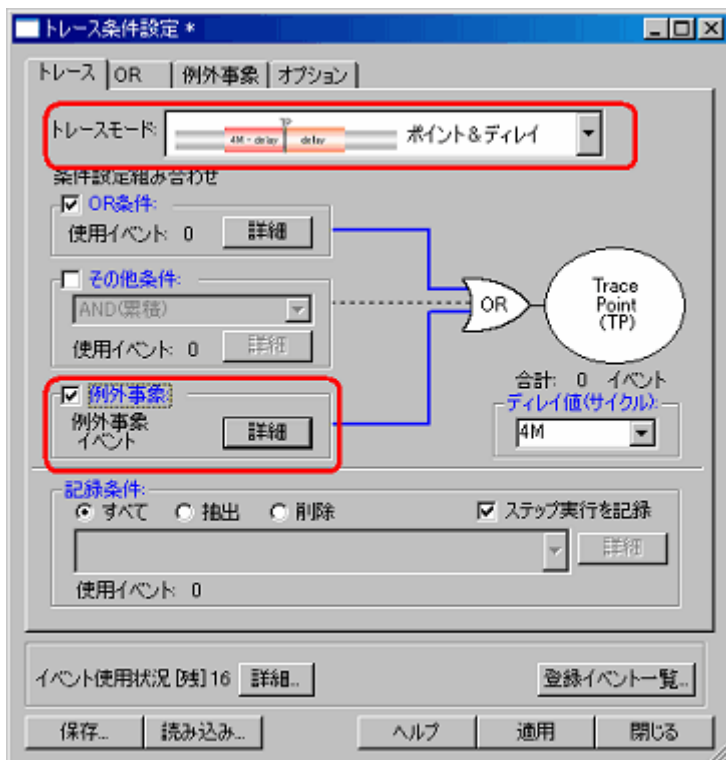 トレース条件設定 *
トレース OR 例外事象 オプション
トレースモード: 4M - delay TP delay ポイント&ディレイ
条件設定組み合わせ
OR条件:
使用イベント: 0 詳細
その他条件:
AND(累積)
使用イベント: 0 詳細
例外事象:
例外事象
イベント
詳細
OR
Trace
Point
(TP)
合計: 0 イベント
ディレイ値(サイクル):
4M
記録条件:
すべて 抽出 削除 ステップ実行を記録
詳細
使用イベント: 0
イベント使用状況 [残] 16 詳細... 登録イベント一覧...
保存... 読み込み... ヘルプ 適用 閉じる